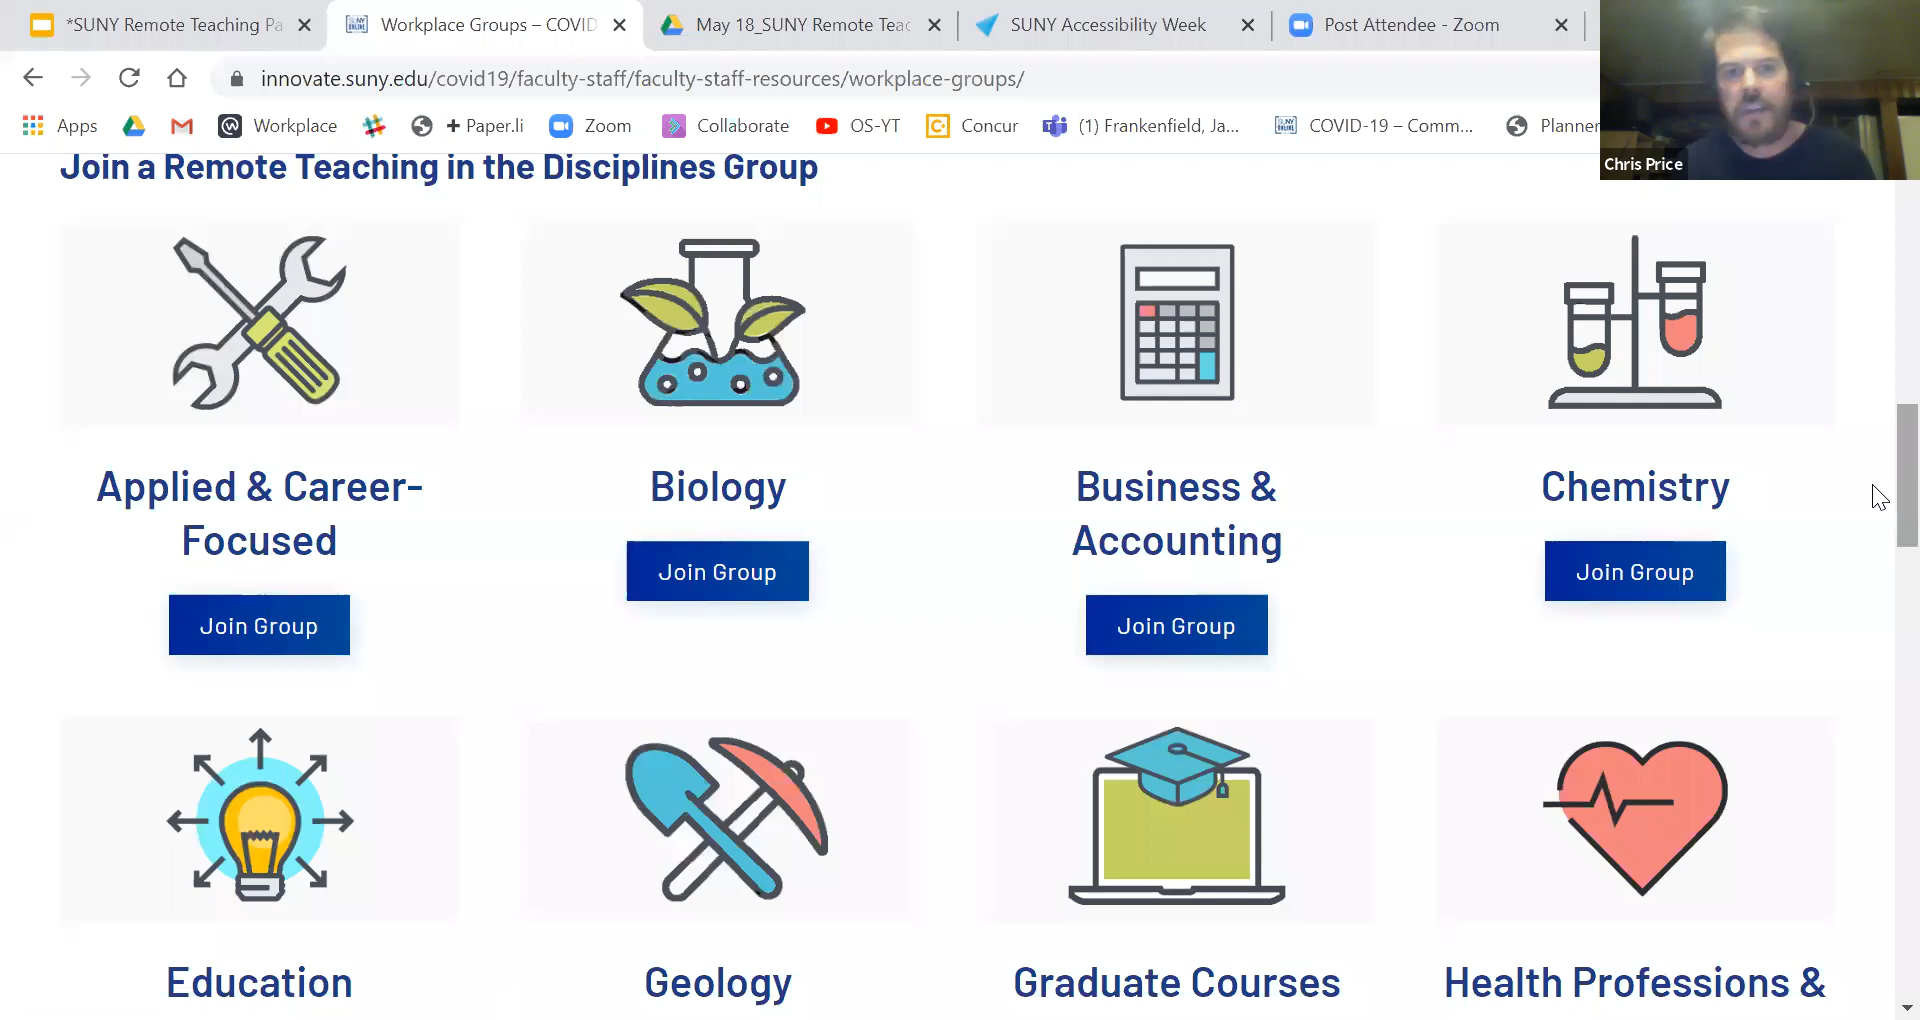 *SUNY Remote Teaching Pa
Workplace Groups – COVID
May 18_SUNY Remote Teac
SUNY Accessibility Week
Post Attendee - Zoom
innovate.suny.edu/covid19/faculty-staff/faculty-staff-resources/workplace-groups/
Apps
Workplace
+ Paper.li
Zoom
Collaborate
OS-YT
Concur
(1) Frankenfield, Ja...
COVID-19 – Comm...
Planner
Chris Price
Join a Remote Teaching in the Disciplines Group
Applied & Career-
Focused
Join Group
Biology
Join Group
Business &
Accounting
Join Group
Chemistry
Join Group
Education
Geology
Graduate Courses
Health Professions &